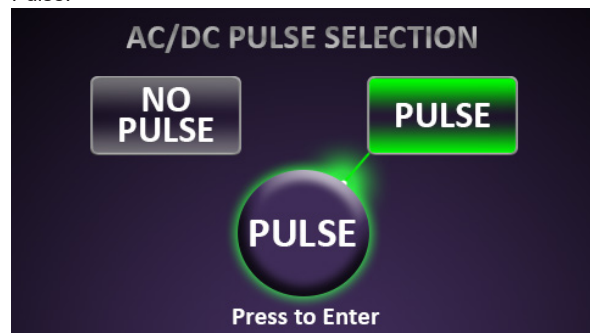 Pulse.
AC/DC PULSE SELECTION
NO
PULSE
PULSE
PULSE
Press to Enter